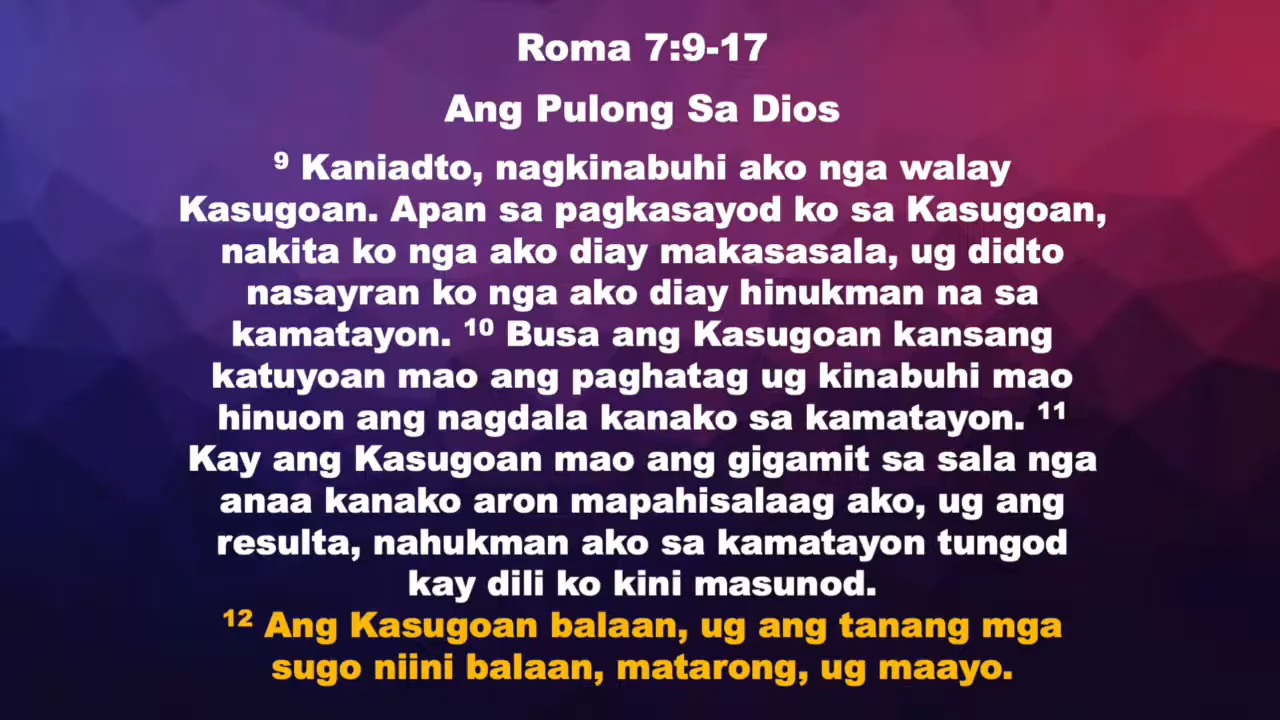 Roma 7:9-17
Ang Pulong Sa Dios
⁹ Kaniadto, nagkinabuhi ako nga walay
Kasugoan. Apan sa pagkasayod ko sa Kasugoan,
nakita ko nga ako diay makasasala, ug didto
nasayran ko nga ako diay hinukman na sa
kamatayon. ¹⁰ Busa ang Kasugoan kansang
katuyoan mao ang paghatag ug kinabuhi mao
hinuon ang nagdala kanako sa kamatayon. ¹¹
Kay ang Kasugoan mao ang gigamit sa sala nga
anaa kanako aron mapahisalaag ako, ug ang
resulta, nahukman ako sa kamatayon tungod
kay dili ko kini masunod.
¹² Ang Kasugoan balaan, ug ang tanang mga
sugo niini balaan, matarong, ug maayo.